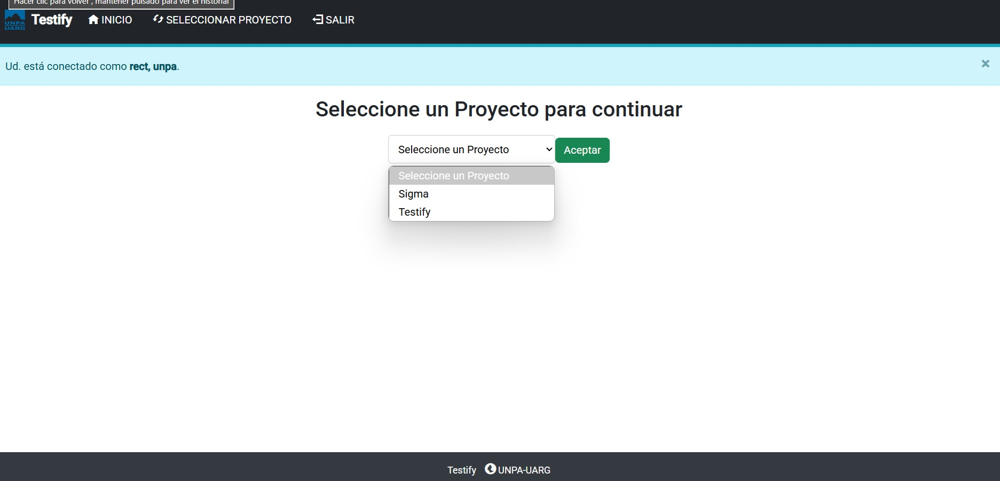 Hacer clic para volver , mantener pulsado para ver el historial
UNPA
UARG
Testify INICIO SELECCIONAR PROYECTO SALIR
Ud. está conectado como rect, unpa.
Seleccione un Proyecto para continuar
Seleccione un Proyecto Aceptar
Seleccione un Proyecto
Sigma
Testify
Testify UNPA-UARG